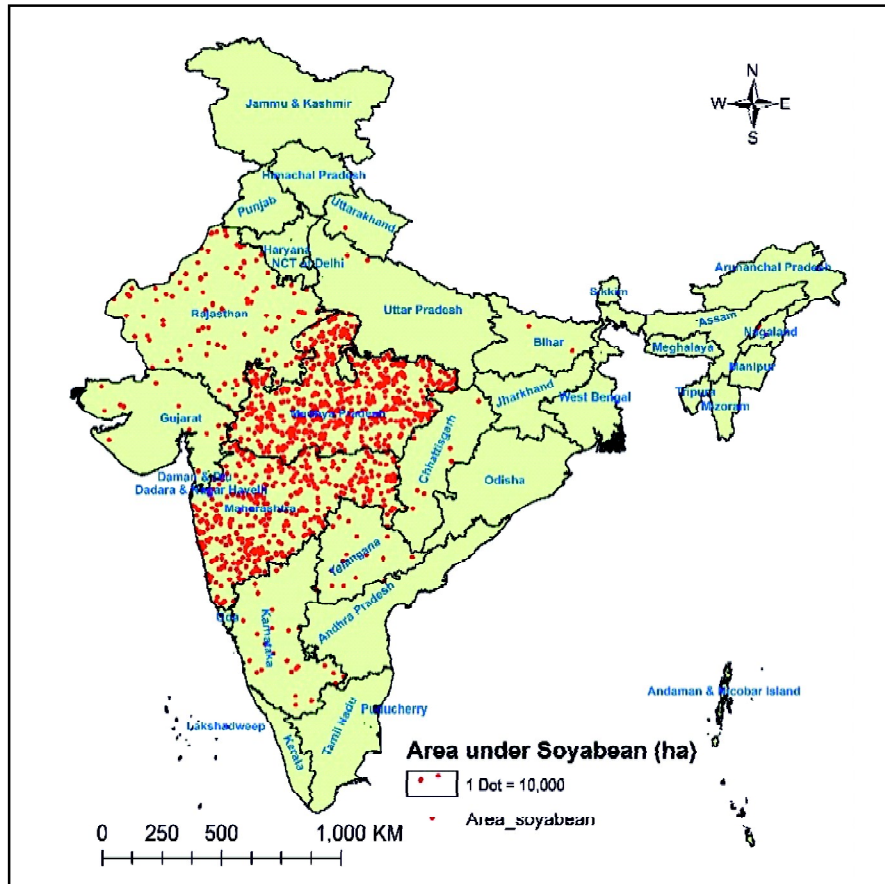 N
W E
S
Jammu & Kashmir
Himachal Pradesh
Punjab
Uttarakhand
Haryana
NCT of Delhi
Arunanchal Pradesh
Rajasthan
Uttar Pradesh
Sikkim
Assam
Nagaland
Bihar
Meghalaya
Manipur
Jharkhand
West Bengal
Tripura
Mizoram
Gujarat
Madhya Pradesh
Chhattisgarh
Daman & Diu
Dadara & Nagar Haveli
Odisha
Maharashtra
Telangana
Andhra Pradesh
Goa
Karnataka
Andaman & Nicobar Island
Puducherry
Lakshadweep
Tamil Nadu
Kerala
Area under Soyabean (ha)
1 Dot = 10,000
Area_soyabean
0 250 500 1,000 KM